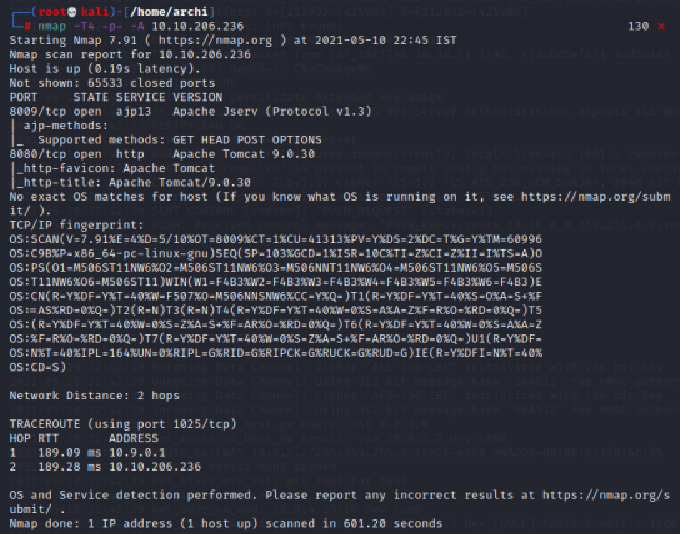 (root💀kali)-[/home/archi]
# nmap -T4 -p- -A 10.10.206.236 130 ⨯
Starting Nmap 7.91 ( https://nmap.org ) at 2021-05-10 22:45 IST
Nmap scan report for 10.10.206.236
Host is up (0.19s latency).
Not shown: 65533 closed ports
PORT     STATE SERVICE VERSION
8009/tcp open  ajp13   Apache Jserv (Protocol v1.3)
| ajp-methods:
|_  Supported methods: GET HEAD POST OPTIONS
8080/tcp open  http    Apache Tomcat 9.0.30
|_http-favicon: Apache Tomcat
|_http-title: Apache Tomcat/9.0.30
No exact OS matches for host (If you know what OS is running on it, see https://nmap.org/subm
it/ ).
TCP/IP fingerprint:
OS:SCAN(V=7.91%E=4%D=5/10%OT=8009%CT=1%CU=41313%PV=Y%DS=2%DC=T%G=Y%TM=60996
OS:C9B%P=x86_64-pc-linux-gnu)SEQ(SP=103%GCD=1%ISR=10C%TI=Z%CI=Z%II=I%TS=A)O
OS:PS(O1=M506ST11NW6%O2=M506ST11NW6%O3=M506NNT11NW6%O4=M506ST11NW6%O5=M506S
OS:T11NW6%O6=M506ST11)WIN(W1=F4B3%W2=F4B3%W3=F4B3%W4=F4B3%W5=F4B3%W6=F4B3)E
OS:CN(R=Y%DF=Y%T=40%W=F507%O=M506NNSNW6%CC=Y%Q=)T1(R=Y%DF=Y%T=40%S=O%A=S+%F
OS:=AS%RD=0%Q=)T2(R=N)T3(R=N)T4(R=Y%DF=Y%T=40%W=0%S=A%A=Z%F=R%O=%RD=0%Q=)T5
OS:(R=Y%DF=Y%T=40%W=0%S=Z%A=S+%F=AR%O=%RD=0%Q=)T6(R=Y%DF=Y%T=40%W=0%S=A%A=Z
OS:%F=R%O=%RD=0%Q=)T7(R=Y%DF=Y%T=40%W=0%S=Z%A=S+%F=AR%O=%RD=0%Q=)U1(R=Y%DF=
OS:N%T=40%IPL=164%UN=0%RIPL=G%RID=G%RIPCK=G%RUCK=G%RUD=G)IE(R=Y%DFI=N%T=40%
OS:CD=S)
Network Distance: 2 hops
TRACEROUTE (using port 1025/tcp)
HOP RTT       ADDRESS
1   189.09 ms 10.9.0.1
2   189.28 ms 10.10.206.236
OS and Service detection performed. Please report any incorrect results at https://nmap.org/s
ubmit/ .
Nmap done: 1 IP address (1 host up) scanned in 601.20 seconds